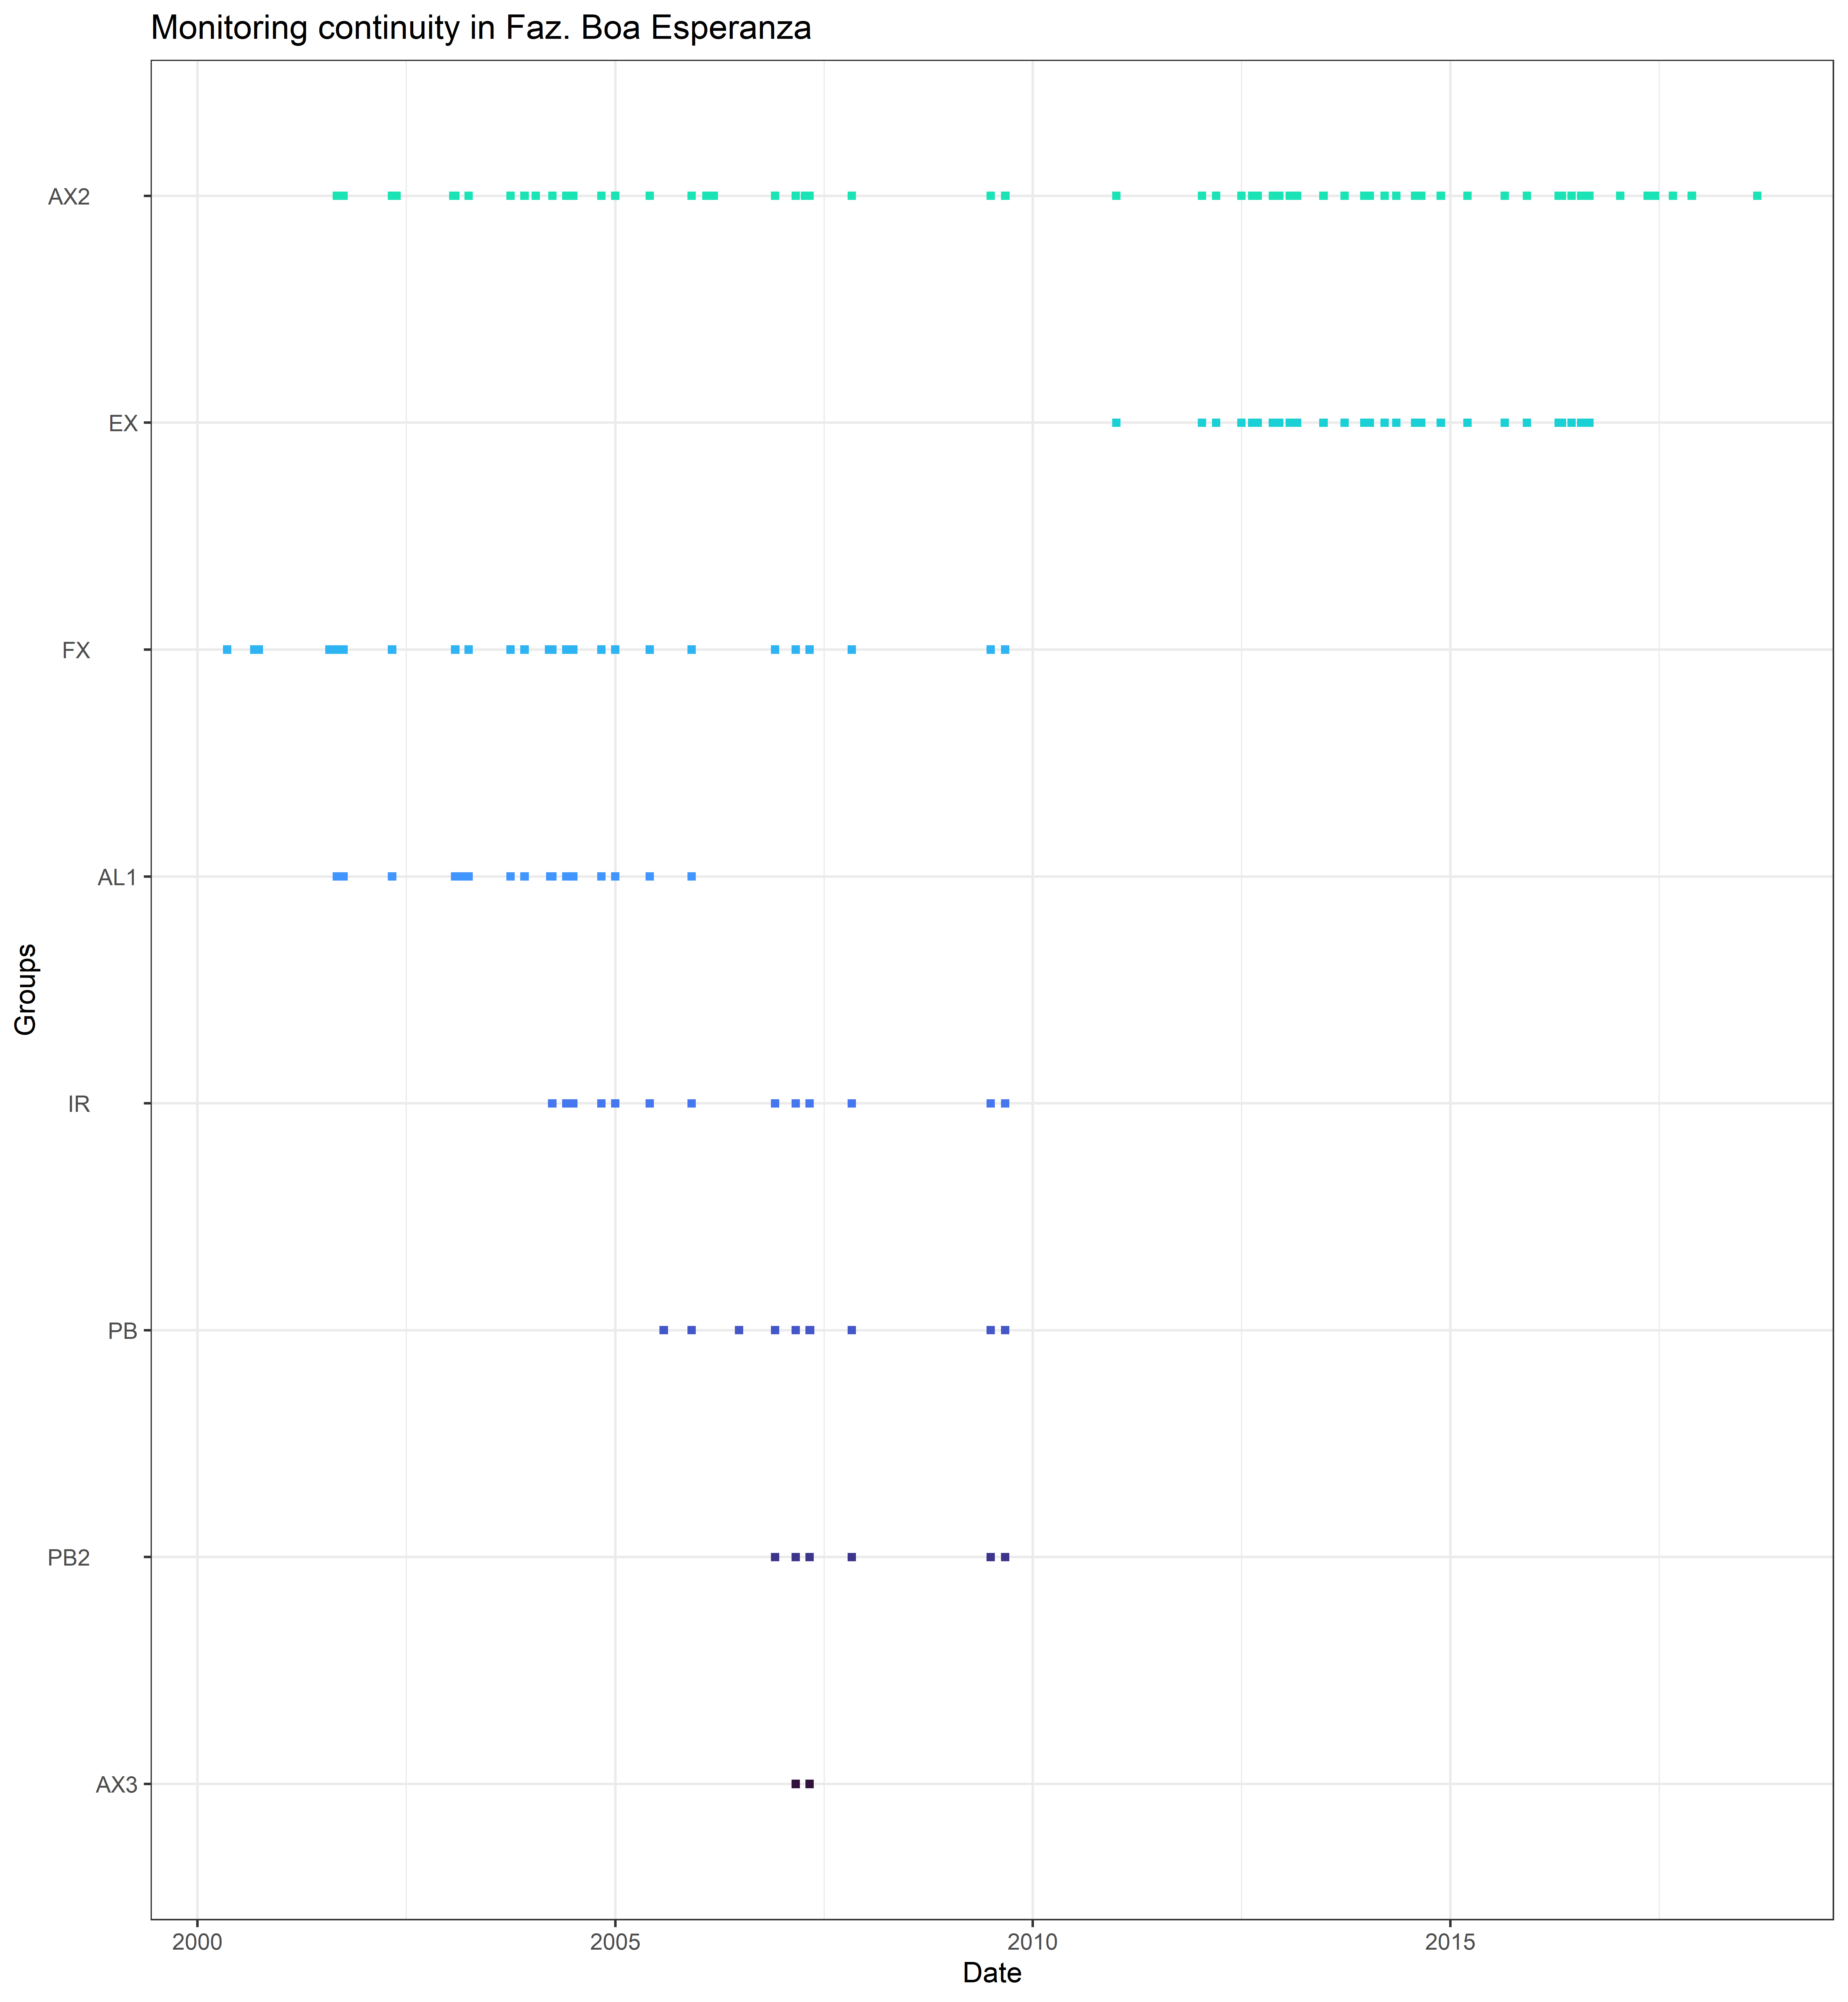 Monitoring continuity in Faz. Boa Esperanza
AX2
EX
FX
AL1
IR
PB
PB2
AX3
Groups
2000
2005
2010
2015
Date